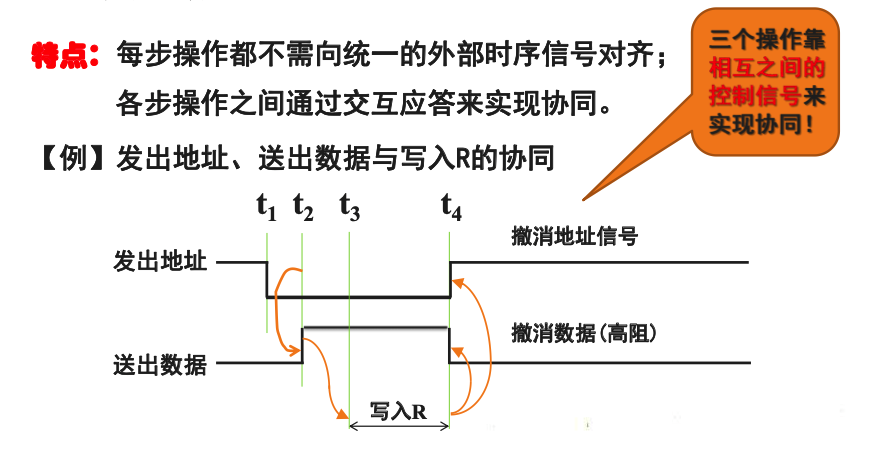 特点：每步操作都不需向统一的外部时序信号对齐；
各步操作之间通过交互应答来实现协同。
三个操作靠
相互之间的
控制信号来
实现协同！
【例】发出地址、送出数据与写入R的协同
t1 t2 t3 t4
撤消地址信号
发出地址
撤消数据(高阻)
送出数据
写入R